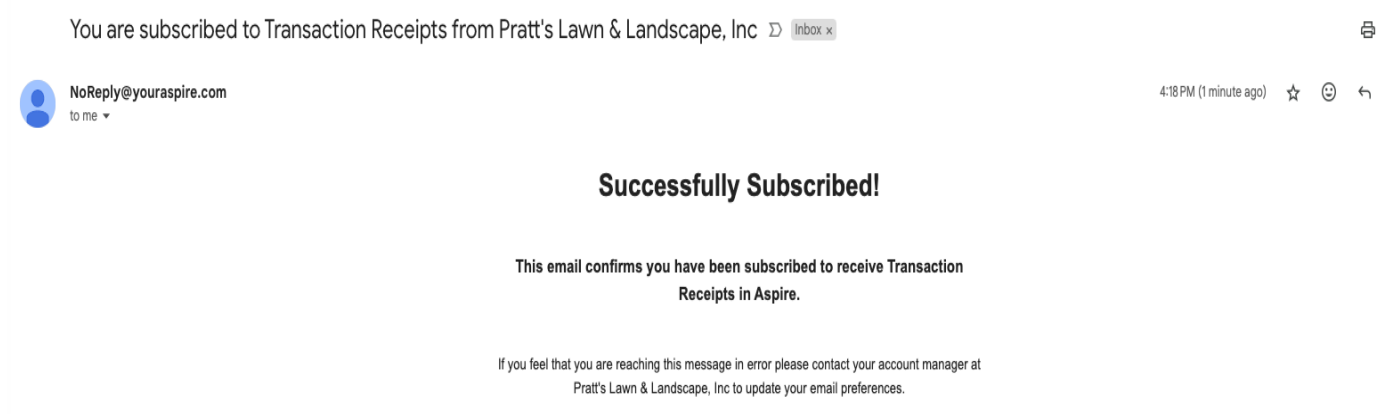 You are subscribed to Transaction Receipts from Pratt's Lawn & Landscape, Inc Inbox ×
NoReply@youraspire.com 4:18 PM (1 minute ago)
to me
Successfully Subscribed!
This email confirms you have been subscribed to receive Transaction
Receipts in Aspire.
If you feel that you are reaching this message in error please contact your account manager at
Pratt's Lawn & Landscape, Inc to update your email preferences.